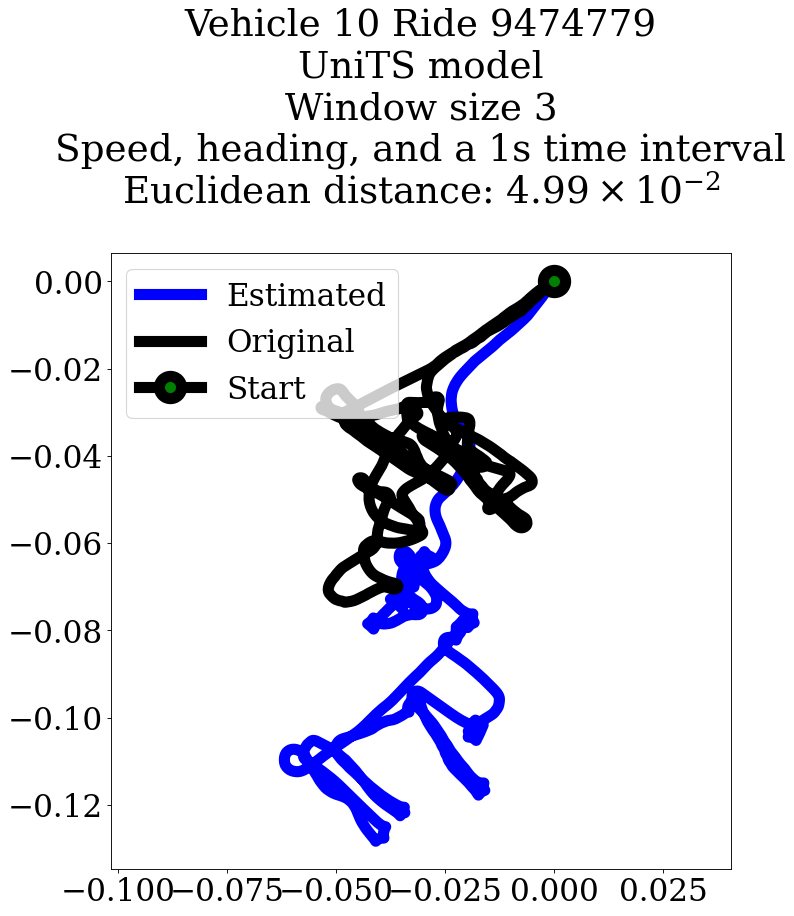 Vehicle 10 Ride 9474779
UniTS model
Window size 3
Speed, heading, and a 1s time interval
Euclidean distance: 4.99 × 10⁻²
0.00
Estimated
Original
−0.02
Start
−0.04
−0.06
−0.08
−0.10
−0.12
−0.100 −0.075 −0.050 −0.025 0.000 0.025